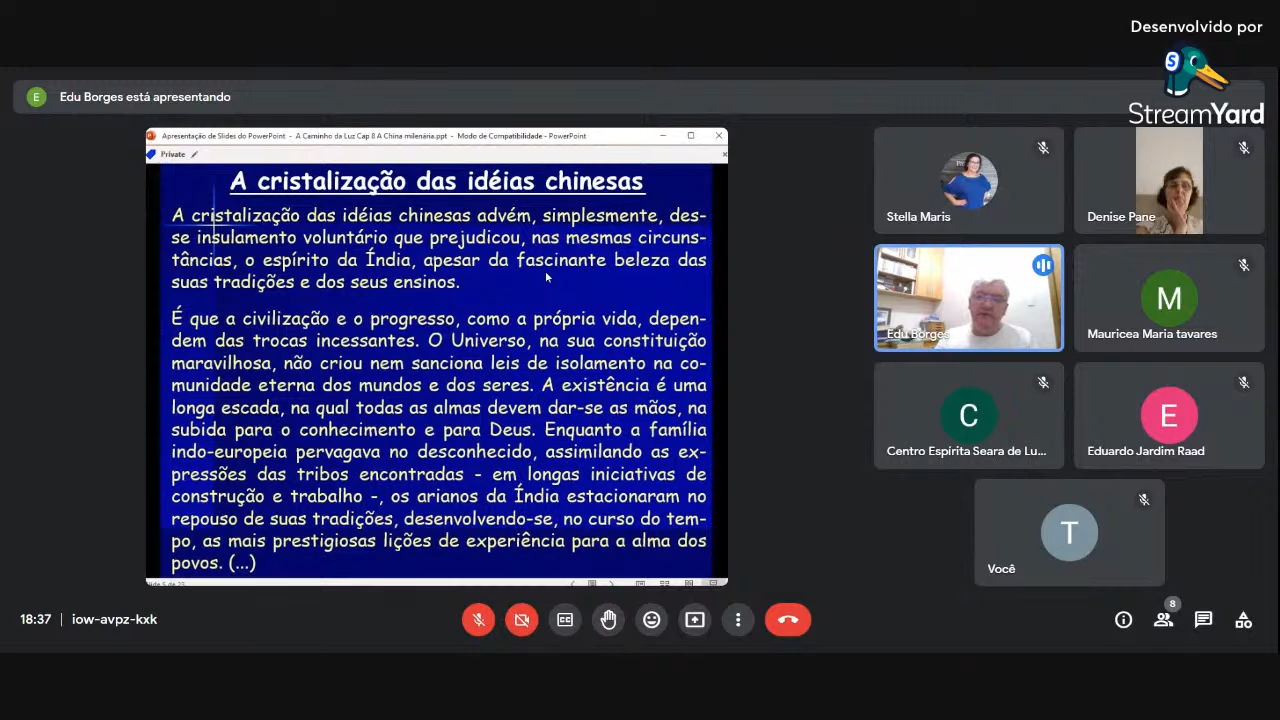 Desenvolvido por
StreamYard
E
Edu Borges está apresentando
Apresentação de Slides do PowerPoint - A Caminho da Luz Cap 8 A China milenária.ppt - Modo de Compatibilidade - PowerPoint
Private
A cristalização das idéias chinesas
A cristalização das idéias chinesas advém, simplesmente, des-
se insulamento voluntário que prejudicou, nas mesmas circuns-
tâncias, o espírito da Índia, apesar da fascinante beleza das
suas tradições e dos seus ensinos.
É que a civilização e o progresso, como a própria vida, depen-
dem das trocas incessantes. O Universo, na sua constituição
maravilhosa, não criou nem sanciona leis de isolamento na co-
munidade eterna dos mundos e dos seres. A existência é uma
longa escada, na qual todas as almas devem dar-se as mãos, na
subida para o conhecimento e para Deus. Enquanto a família
indo-europeia pervagava no desconhecido, assimilando as ex-
pressões das tribos encontradas - em longas iniciativas de
construção e trabalho -, os arianos da Índia estacionaram no
repouso de suas tradições, desenvolvendo-se, no curso do tem-
po, as mais prestigiosas lições de experiência para a alma dos
povos. (...)
Slide 5 de 23
Stella Maris
Denise Pane
Edu Borges
M
Mauricea Maria tavares
C
Centro Espírita Seara de Lu...
E
Eduardo Jardim Raad
T
Você
18:37 | iow-avpz-kxk
8